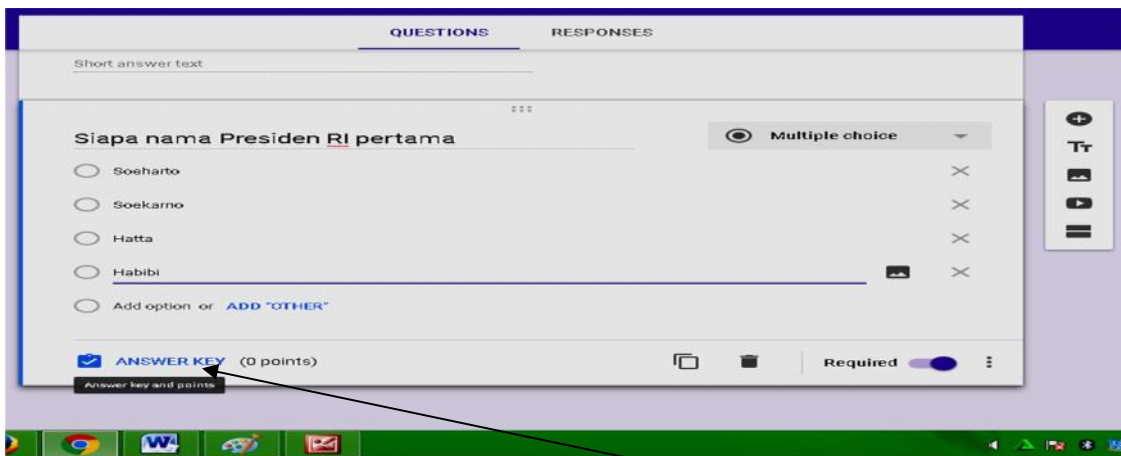 QUESTIONS RESPONSES
Short answer text
Siapa nama Presiden RI pertama
Multiple choice
Soeharto
Soekarno
Hatta
Habibi
Add option or ADD "OTHER"
ANSWER KEY (0 points)
Required
Answer key and points